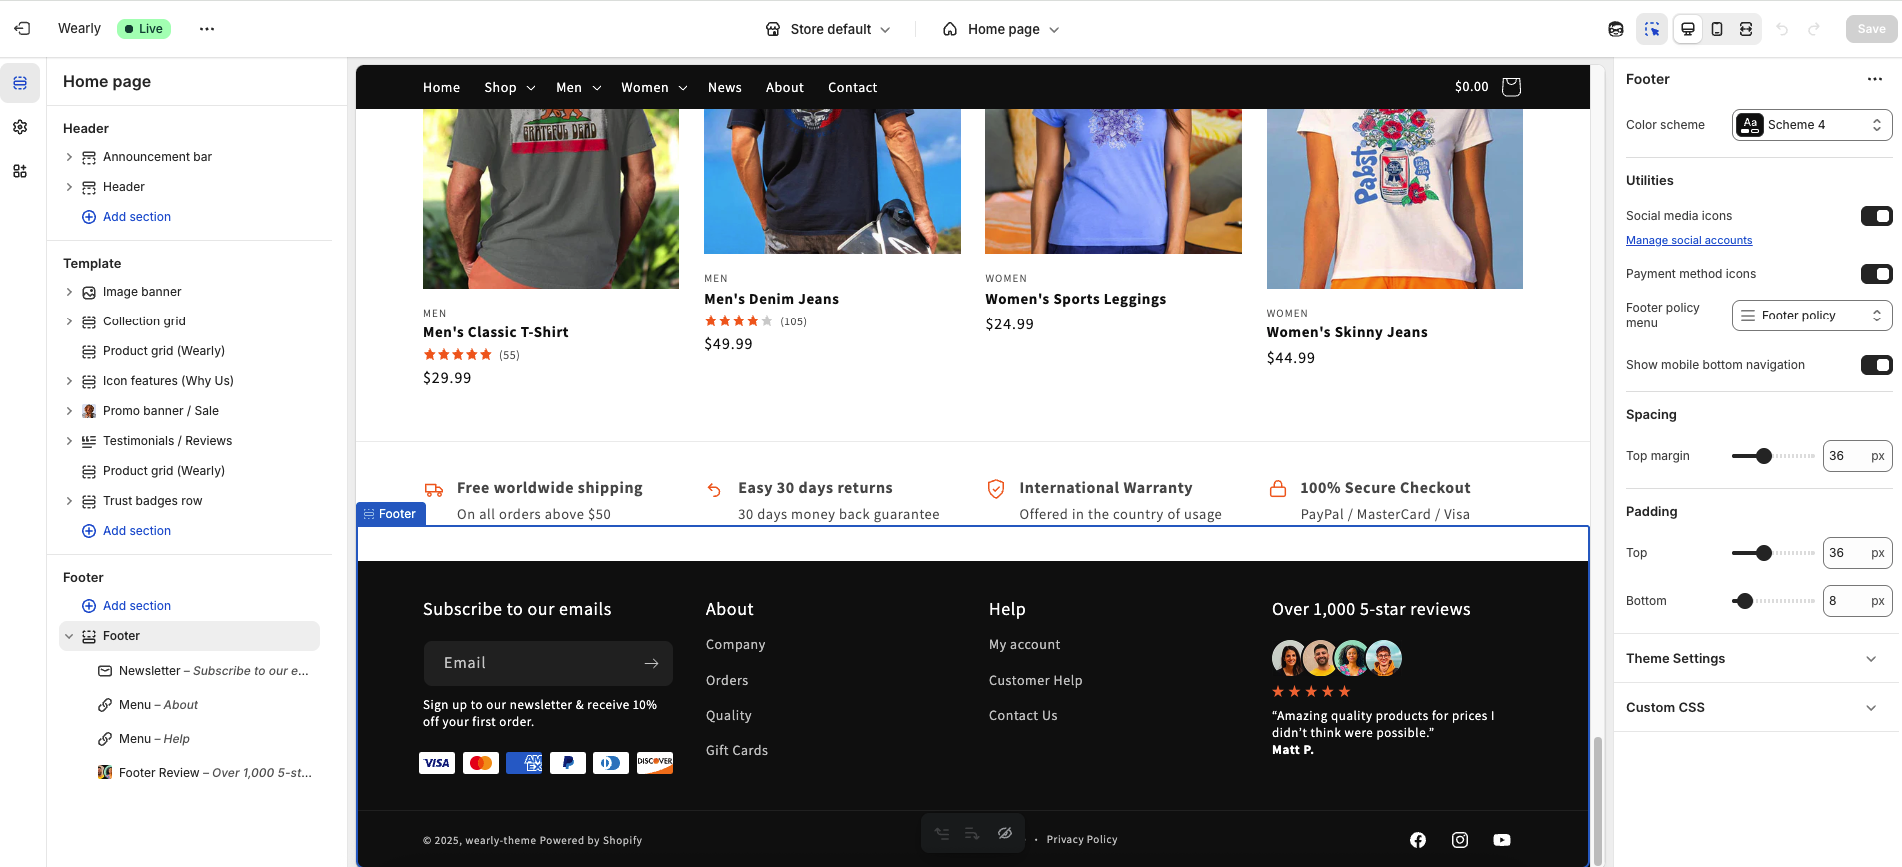 Wearly
Live
Store default
Home page
Save
Home page
Header
Announcement bar
Header
Add section
Template
Image banner
Collection grid
Product grid (Wearly)
Icon features (Why Us)
Promo banner / Sale
Testimonials / Reviews
Product grid (Wearly)
Trust badges row
Add section
Footer
Add section
Footer
Newsletter – Subscribe to our e...
Menu – About
Menu – Help
Footer Review – Over 1,000 5-st...
Home Shop Men Women News About Contact
$0.00
GRATEFUL DEAD
Pabst
MEN
Men's Classic T-Shirt
(55)
$29.99
MEN
Men's Denim Jeans
(105)
$49.99
WOMEN
Women's Sports Leggings
$24.99
WOMEN
Women's Skinny Jeans
$44.99
Free worldwide shipping
On all orders above $50
Easy 30 days returns
30 days money back guarantee
International Warranty
Offered in the country of usage
100% Secure Checkout
PayPal / MasterCard / Visa
Footer
Subscribe to our emails
Email
Sign up to our newsletter & receive 10%
off your first order.
VISA
AMEX
DISCOVER
About
Company
Orders
Quality
Gift Cards
Help
My account
Customer Help
Contact Us
Over 1,000 5-star reviews
“Amazing quality products for prices I
didn’t think were possible.”
Matt P.
© 2025, wearly-theme Powered by Shopify
· Privacy Policy
Footer
Color scheme
Aa
Scheme 4
Utilities
Social media icons
Manage social accounts
Payment method icons
Footer policy
menu
Footer policy
Show mobile bottom navigation
Spacing
Top margin
36 px
Padding
Top
36 px
Bottom
8 px
Theme Settings
Custom CSS